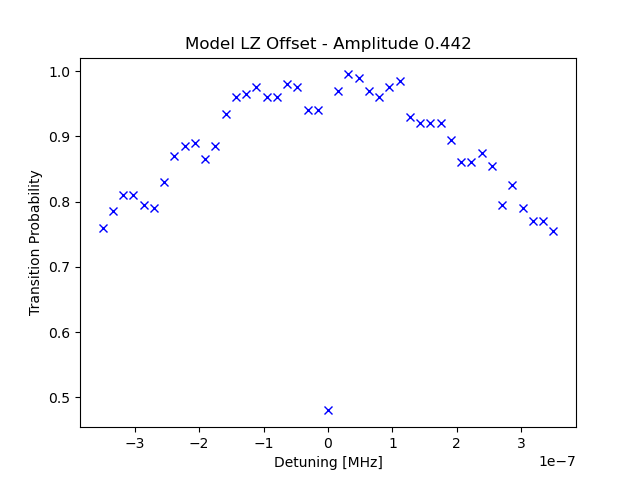 Model LZ Offset - Amplitude 0.442
1.0
0.9
0.8
0.7
0.6
0.5
Transition Probability
−3 −2 −1 0 1 2 3
1e−7
Detuning [MHz]